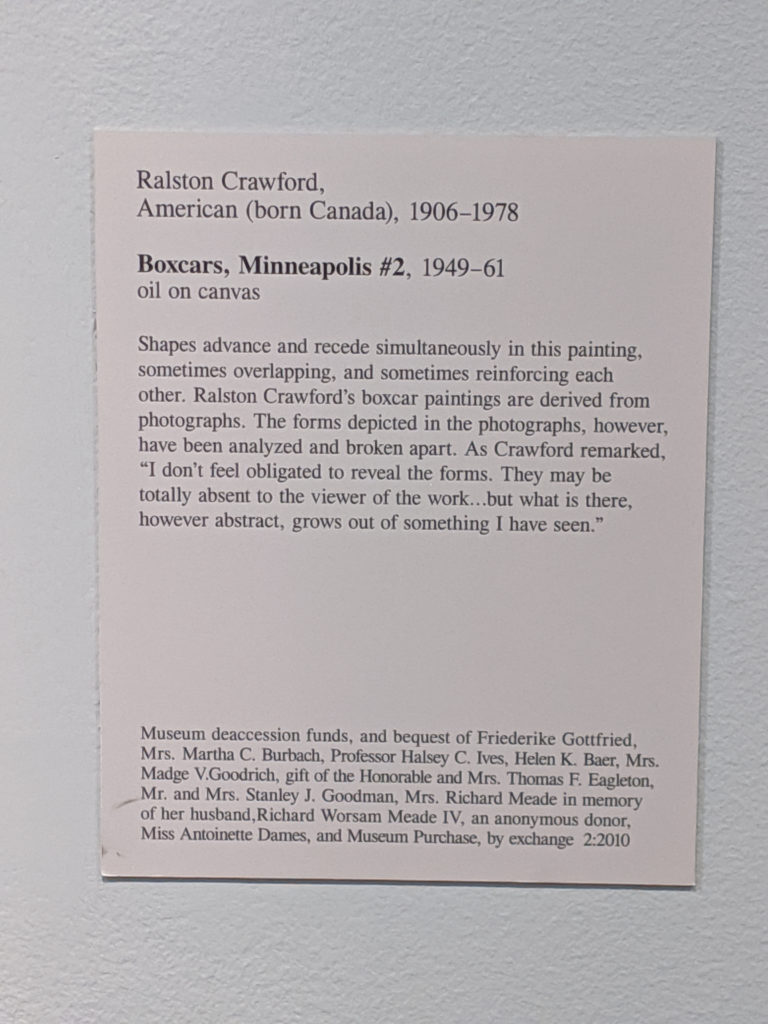 Ralston Crawford,
American (born Canada), 1906–1978
Boxcars, Minneapolis #2, 1949–61
oil on canvas
Shapes advance and recede simultaneously in this painting,
sometimes overlapping, and sometimes reinforcing each
other. Ralston Crawford's boxcar paintings are derived from
photographs. The forms depicted in the photographs, however,
have been analyzed and broken apart. As Crawford remarked,
“I don't feel obligated to reveal the forms. They may be
totally absent to the viewer of the work...but what is there,
however abstract, grows out of something I have seen.”
Museum deaccession funds, and bequest of Friederike Gottfried,
Mrs. Martha C. Burbach, Professor Halsey C. Ives, Helen K. Baer, Mrs.
Madge V.Goodrich, gift of the Honorable and Mrs. Thomas F. Eagleton,
Mr. and Mrs. Stanley J. Goodman, Mrs. Richard Meade in memory
of her husband,Richard Worsam Meade IV, an anonymous donor,
Miss Antoinette Dames, and Museum Purchase, by exchange 2:2010